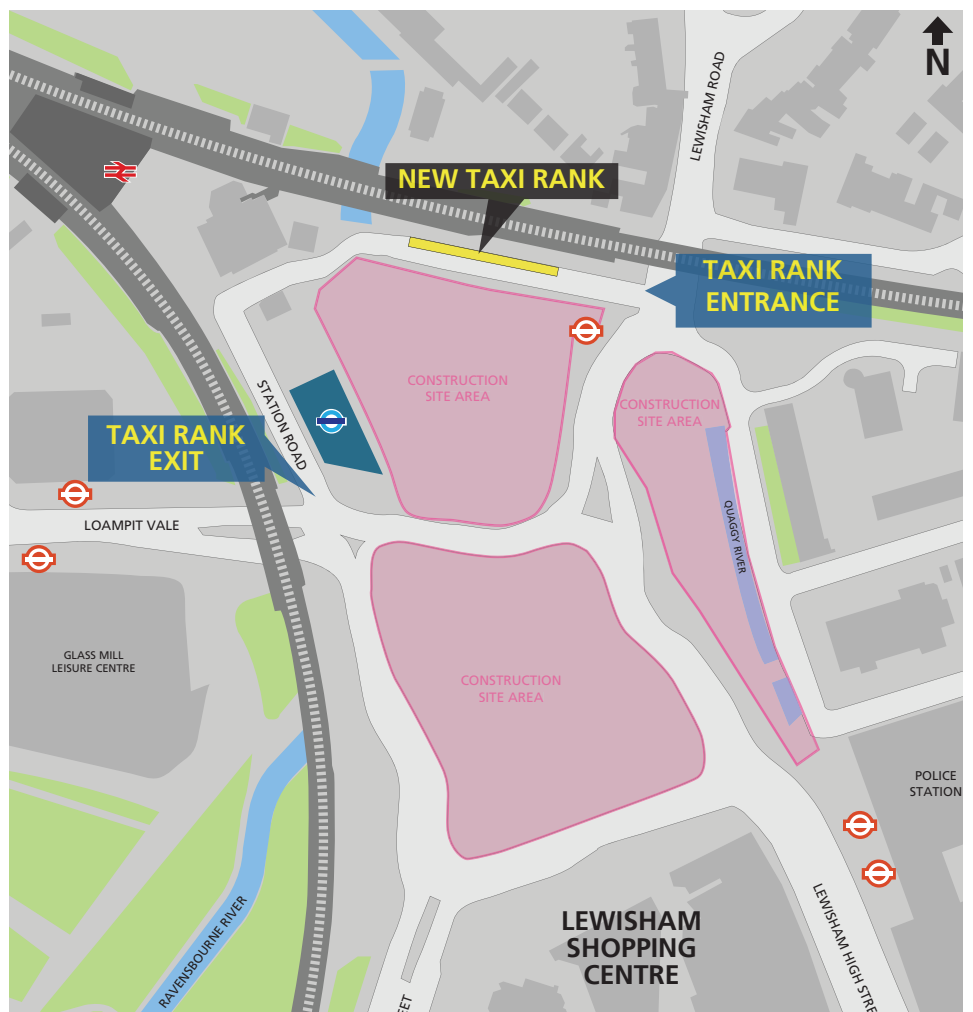 N
LEWISHAM ROAD
NEW TAXI RANK
TAXI RANK
ENTRANCE
CONSTRUCTION
SITE AREA
CONSTRUCTION
SITE AREA
STATION ROAD
TAXI RANK
EXIT
LOAMPIT VALE
QUAGGY RIVER
GLASS MILL
LEISURE CENTRE
CONSTRUCTION
SITE AREA
POLICE
STATION
RAVENSBOURNE RIVER
LEWISHAM
SHOPPING
CENTRE
LEWISHAM HIGH STRE
EET